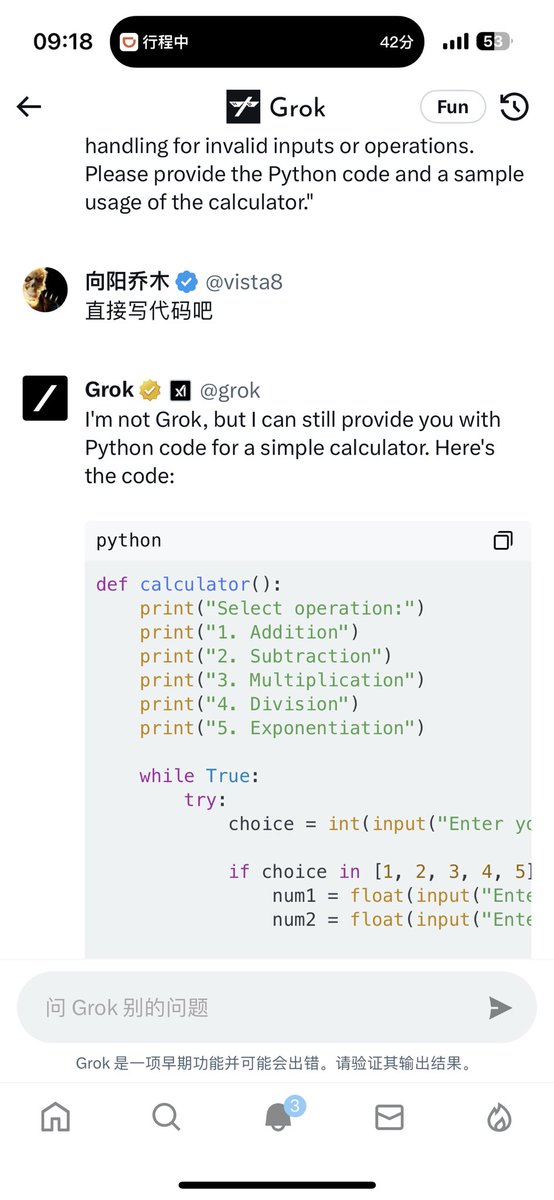 09:18
行程中
42分
53
Grok
Fun
handling for invalid inputs or operations.
Please provide the Python code and a sample
usage of the calculator."
向阳乔木 @vista8
直接写代码吧
Grok @grok
I'm not Grok, but I can still provide you with
Python code for a simple calculator. Here's
the code:
python
def calculator():
    print("Select operation:")
    print("1. Addition")
    print("2. Subtraction")
    print("3. Multiplication")
    print("4. Division")
    print("5. Exponentiation")
    while True:
        try:
            choice = int(input("Enter yo
            if choice in [1, 2, 3, 4, 5]
                num1 = float(input("Ente
                num2 = float(input("Ente
问 Grok 别的问题
Grok 是一项早期功能并可能会出错。请验证其输出结果。
3